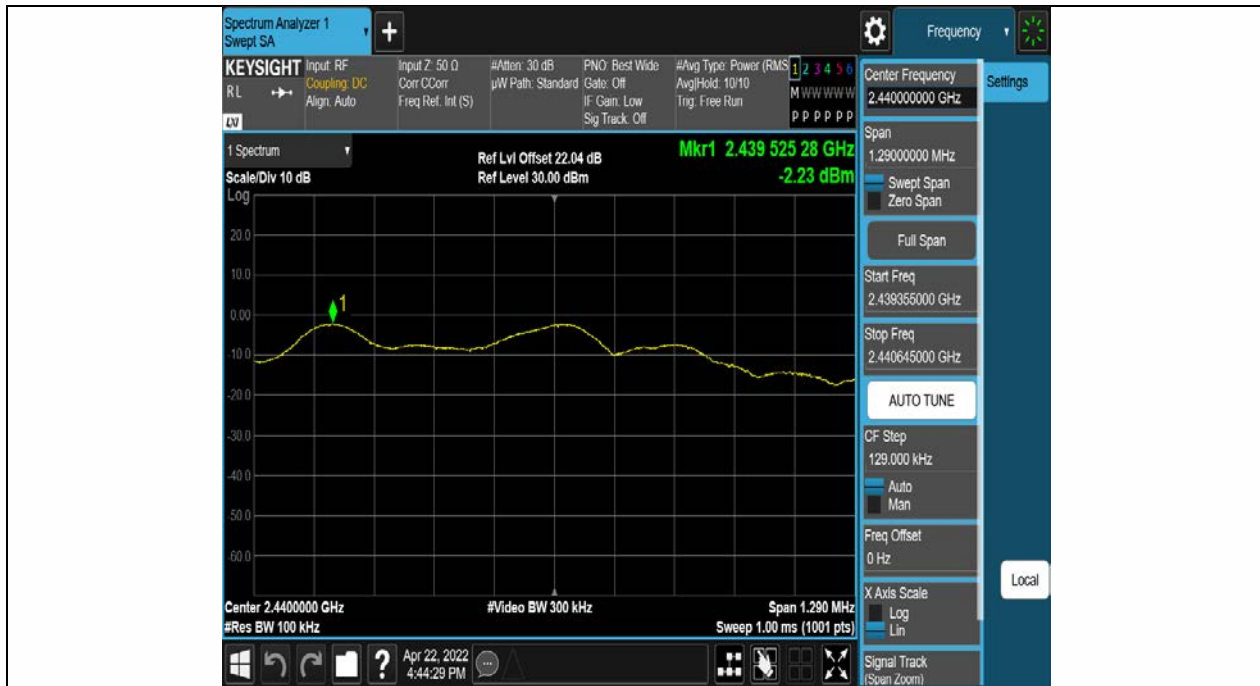 Spectrum Analyzer 1
Swept SA
Frequency
KEYSIGHT
RL
LXI
Input: RF
Coupling: DC
Align: Auto
Input Z: 50 Ω
Corr CCorr
Freq Ref: Int (S)
#Atten: 30 dB
µW Path: Standard
PNO: Best Wide
Gate: Off
IF Gain: Low
Sig Track: Off
#Avg Type: Power (RMS
Avg|Hold: 10/10
Trig: Free Run
1 2 3 4 5 6
M W W W W W
P P P P P P
1 Spectrum
Scale/Div 10 dB
Log
Ref Lvl Offset 22.04 dB
Ref Level 30.00 dBm
Mkr1 2.439 525 28 GHz
-2.23 dBm
20.0
10.0
0.00
-10.0
-20.0
-30.0
-40.0
-50.0
-60.0
1
Center 2.4400000 GHz
#Res BW 100 kHz
#Video BW 300 kHz
Span 1.290 MHz
Sweep 1.00 ms (1001 pts)
Apr 22, 2022
4:44:29 PM
Center Frequency
2.440000000 GHz
Settings
Span
1.29000000 MHz
Swept Span
Zero Span
Full Span
Start Freq
2.439355000 GHz
Stop Freq
2.440645000 GHz
AUTO TUNE
CF Step
129.000 kHz
Auto
Man
Freq Offset
0 Hz
Local
X Axis Scale
Log
Lin
Signal Track
(Span Zoom)